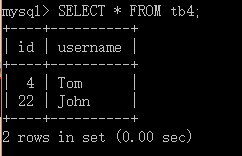 mysql> SELECT * FROM tb4;
+----+----------+
| id | username |
+----+----------+
|  4 | Tom      |
| 22 | John     |
+----+----------+
2 rows in set (0.00 sec)